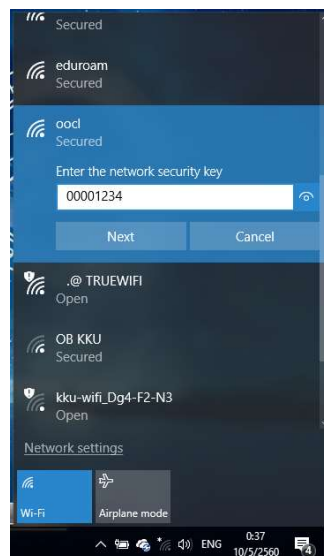 Secured
eduroam
Secured
oocl
Secured
Enter the network security key
00001234
Next
Cancel
.@ TRUEWIFI
Open
OB KKU
Secured
kku-wifi_Dg4-F2-N3
Open
Network settings
Wi-Fi
Airplane mode
ENG
0:37
10/5/2560
4